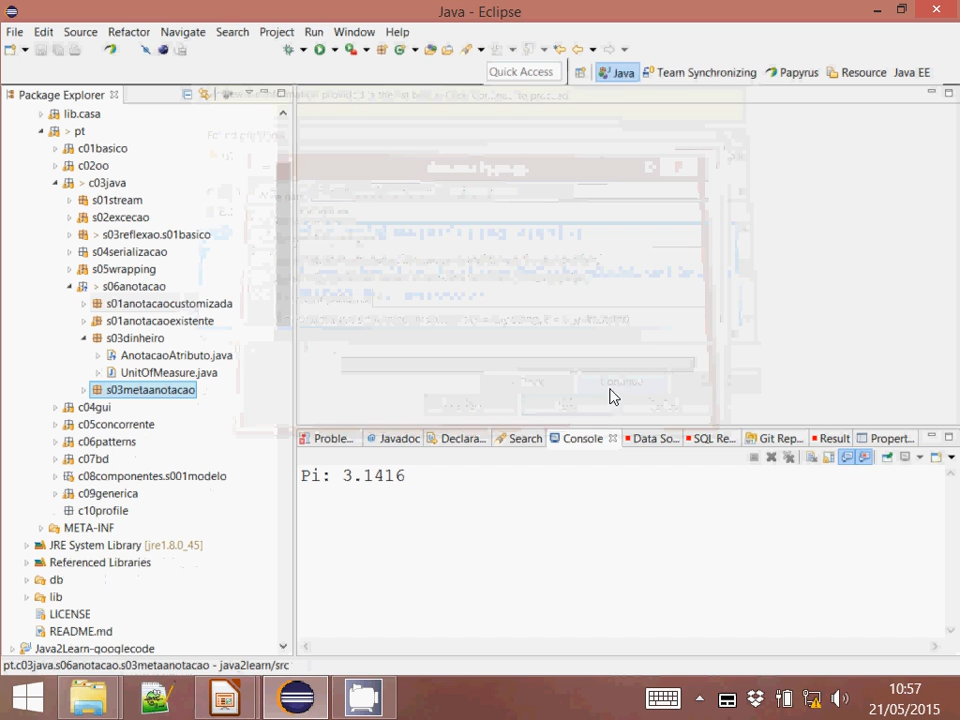 Java - Eclipse
File Edit Source Refactor Navigate Search Project Run Window Help
Quick Access Java Team Synchronizing Papyrus Resource Java EE
Package Explorer
lib.casa
> pt
c01basico
c02oo
> c03java
s01stream
s02excecao
> s03reflexao.s01basico
s04serializacao
s05wrapping
> s06anotacao
s01anotacaocustomizada
s01anotacaoexistente
s03dinheiro
AnotacaoAtributo.java
UnitOfMeasure.java
s03metaanotacao
c04gui
c05concorrente
c06patterns
c07bd
c08componentes.s001modelo
c09generica
c10profile
META-INF
JRE System Library [jre1.8.0_45]
Referenced Libraries
db
lib
LICENSE
README.md
Java2Learn-googlecode
Proble... Javadoc Declara... Search Console Data So... SQL Re... Git Rep... Result Propert...
Pi: 3.1416
pt.c03java.s06anotacao.s03metaanotacao - java2learn/src
10:57
21/05/2015